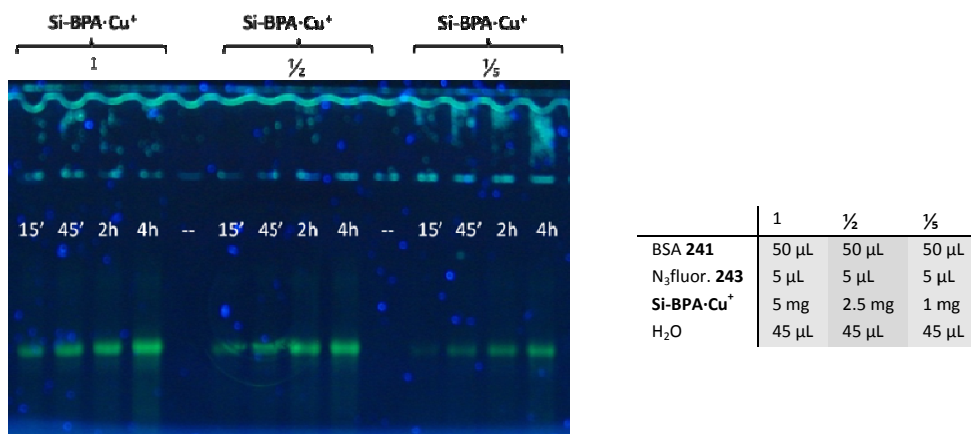 Si-BPA·Cu⁺ Si-BPA·Cu⁺ Si-BPA·Cu⁺
1 ½ ⅕
15' 45' 2h 4h -- 15' 45' 2h 4h -- 15' 45' 2h 4h
1 ½ ⅕
BSA 241 50 µL 50 µL 50 µL
N₃fluor. 243 5 µL 5 µL 5 µL
Si-BPA·Cu⁺ 5 mg 2.5 mg 1 mg
H₂O 45 µL 45 µL 45 µL